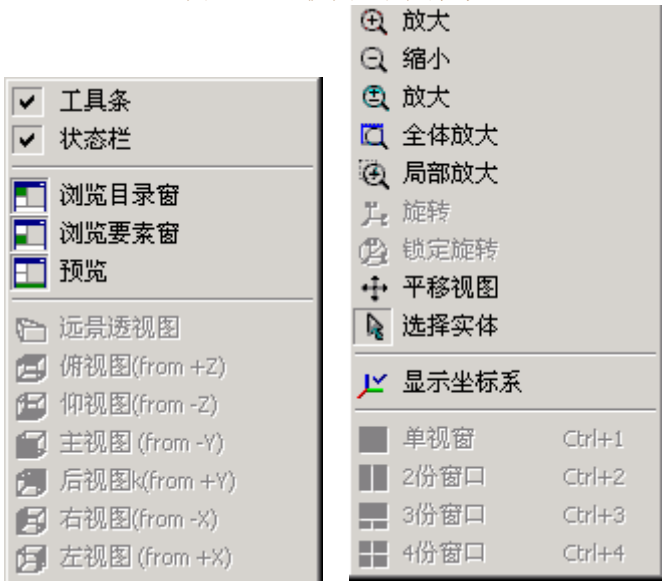 工具条
状态栏
浏览目录窗
浏览要素窗
预览
远景透视图
俯视图(from +Z)
仰视图(from -Z)
主视图 (from -Y)
后视图k(from +Y)
右视图(from -X)
左视图 (from +X)
放大
缩小
放大
全体放大
局部放大
旋转
锁定旋转
平移视图
选择实体
显示坐标系
单视窗 Ctrl+1
2份窗口 Ctrl+2
3份窗口 Ctrl+3
4份窗口 Ctrl+4